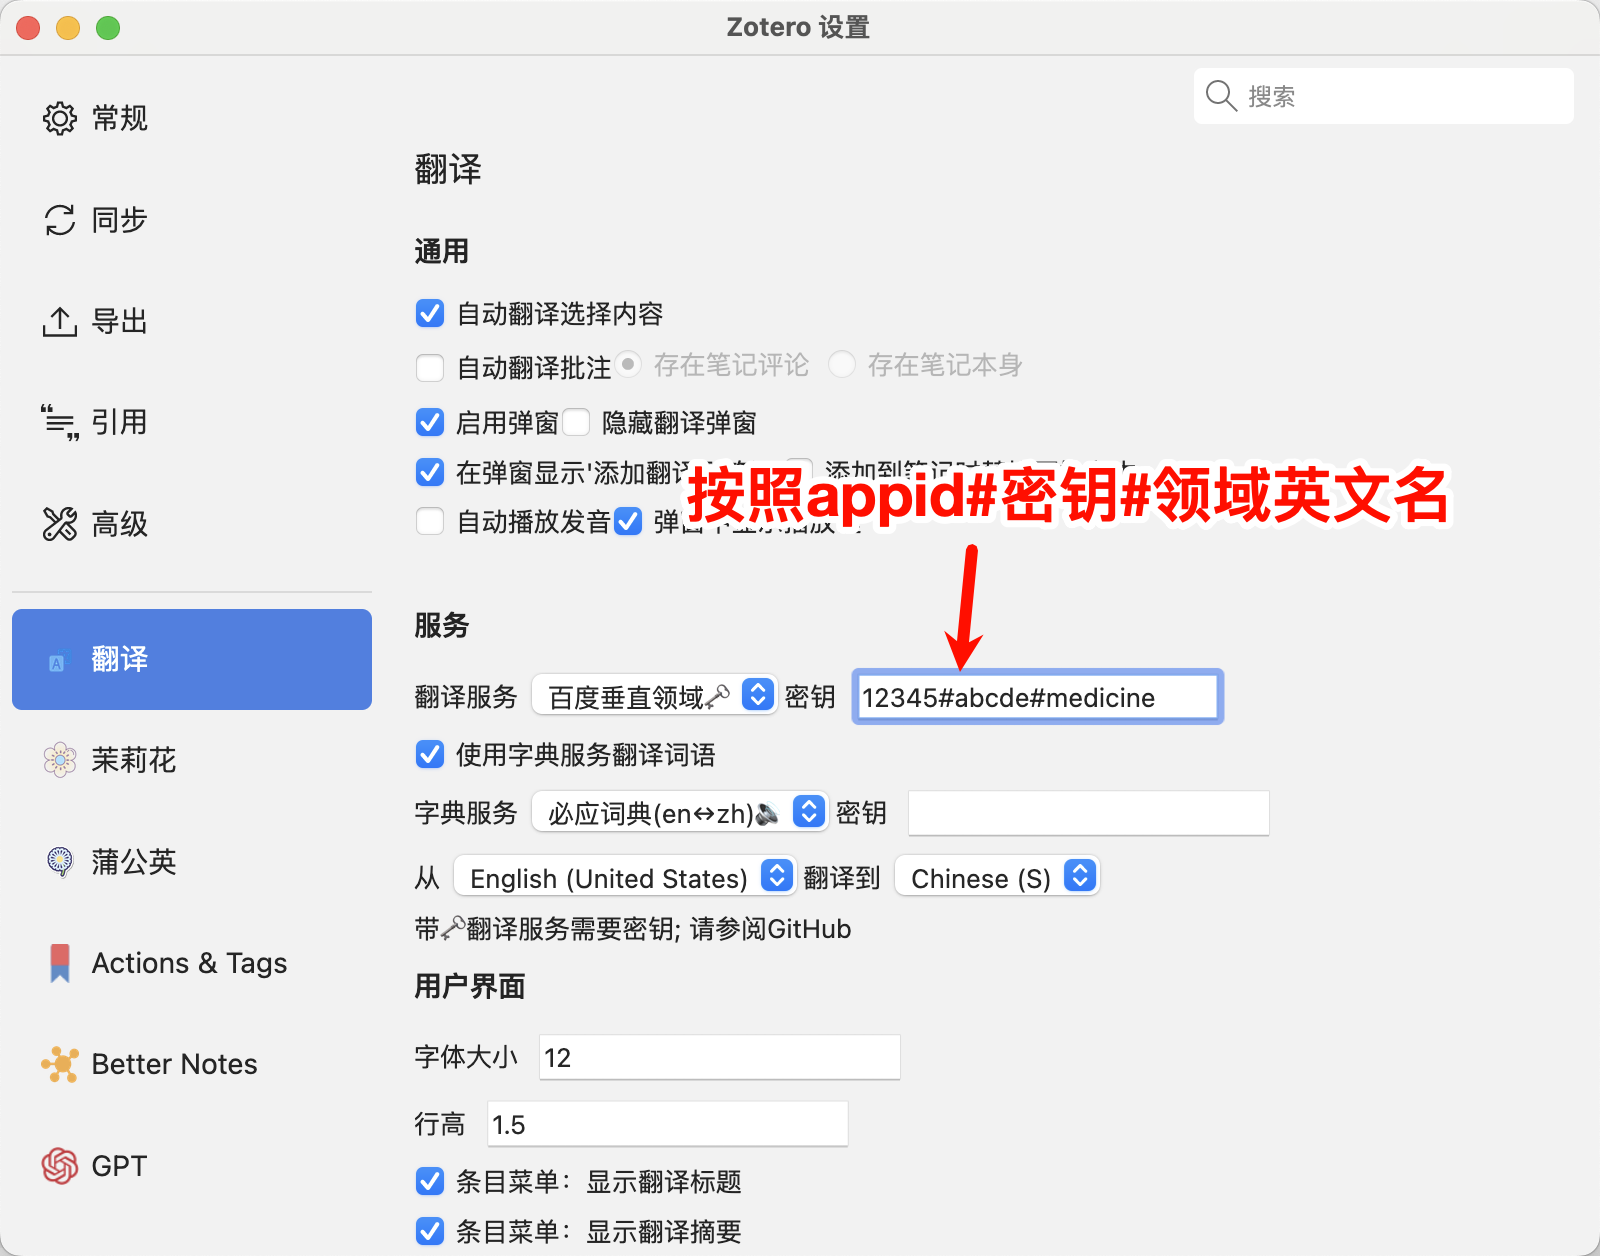 Zotero 设置
搜索
常规
同步
导出
引用
高级
翻译
茉莉花
蒲公英
Actions & Tags
Better Notes
GPT
翻译
通用
自动翻译选择内容
自动翻译批注 存在笔记评论 存在笔记本身
启用弹窗 隐藏翻译弹窗
在弹窗显示'添加翻译
按照appid#密钥#领域英文名
自动播放发音
服务
翻译服务 百度垂直领域🗝 密钥 12345#abcde#medicine
使用字典服务翻译词语
字典服务 必应词典(en↔zh)🔊 密钥
从 English (United States) 翻译到 Chinese (S)
带🗝翻译服务需要密钥; 请参阅GitHub
用户界面
字体大小 12
行高 1.5
条目菜单：显示翻译标题
条目菜单：显示翻译摘要